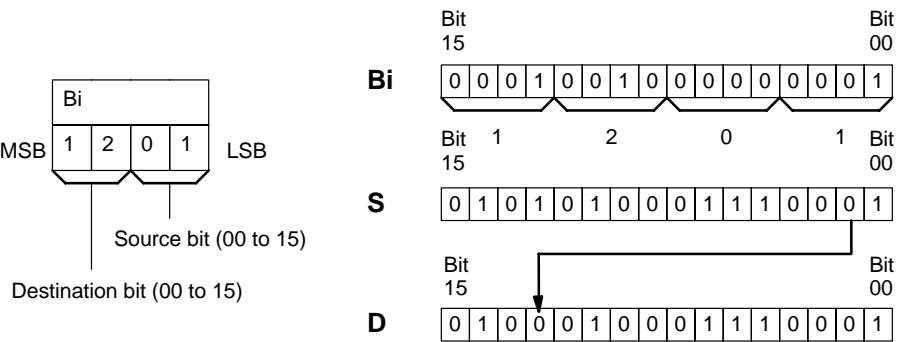 Bi
MSB 1 2 0 1 LSB
Source bit (00 to 15)
Destination bit (00 to 15)
Bit 15 Bit 00
Bi 0 0 0 1 0 0 1 0 0 0 0 0 0 0 0 1
1 2 0 1
Bit 15 Bit 00
S 0 1 0 1 0 1 0 0 0 1 1 1 0 0 0 1
Bit 15 Bit 00
D 0 1 0 0 0 1 0 0 0 1 1 1 0 0 0 1